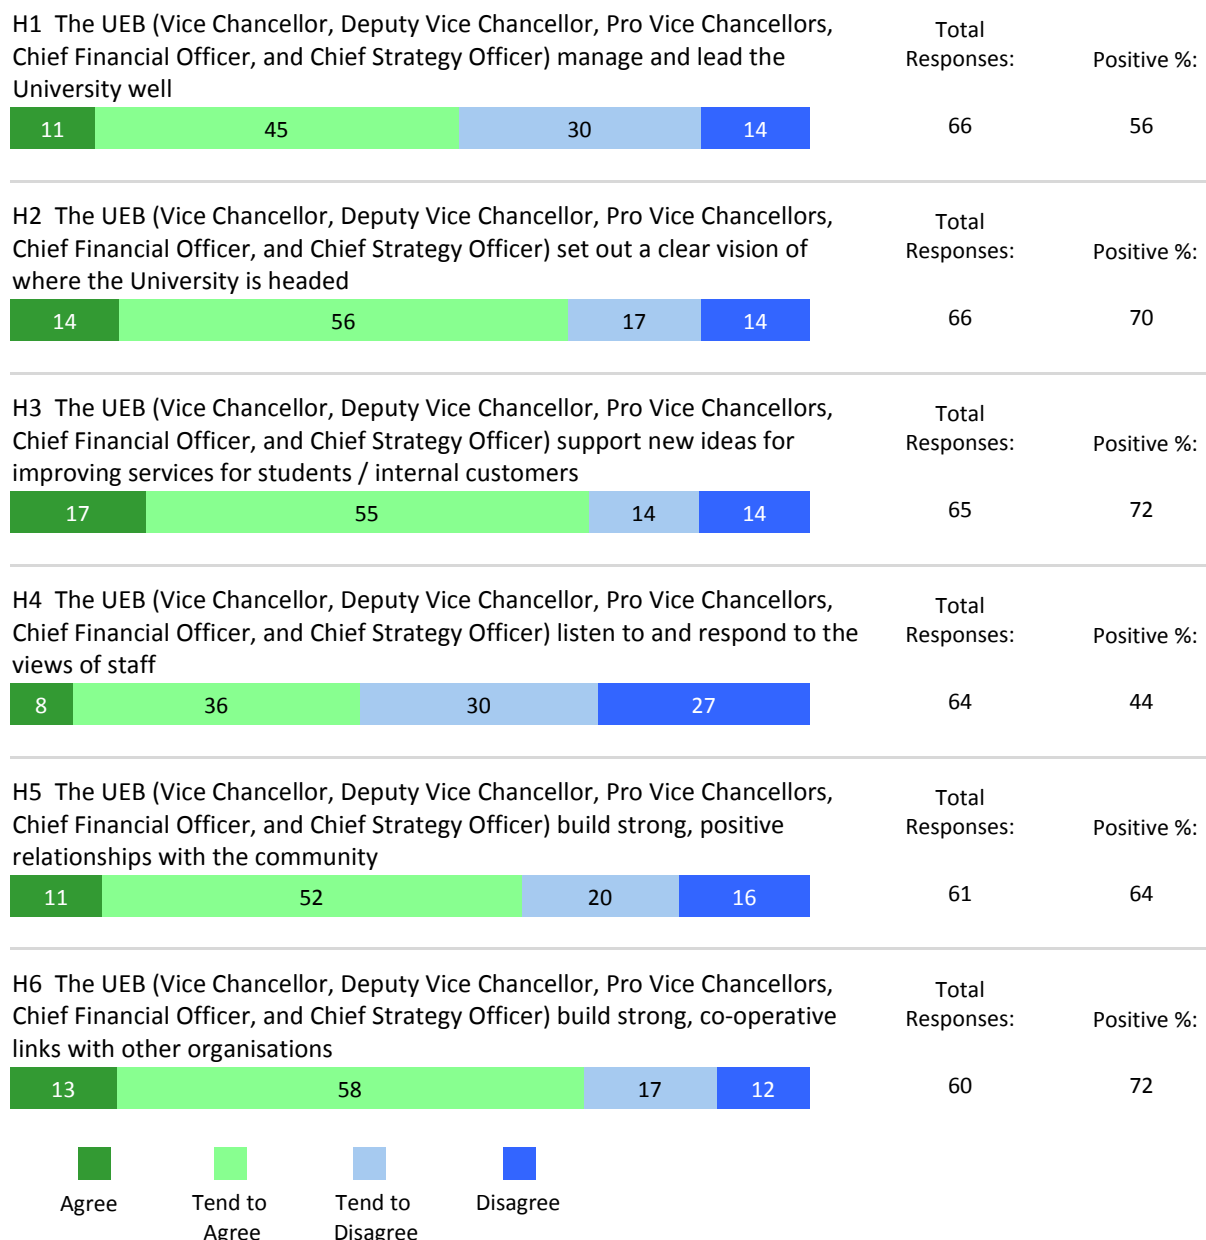 H1 The UEB (Vice Chancellor, Deputy Vice Chancellor, Pro Vice Chancellors,
Chief Financial Officer, and Chief Strategy Officer) manage and lead the
University well
Total
Responses:
Positive %:
11 45 30 14
66
56
H2 The UEB (Vice Chancellor, Deputy Vice Chancellor, Pro Vice Chancellors,
Chief Financial Officer, and Chief Strategy Officer) set out a clear vision of
where the University is headed
Total
Responses:
Positive %:
14 56 17 14
66
70
H3 The UEB (Vice Chancellor, Deputy Vice Chancellor, Pro Vice Chancellors,
Chief Financial Officer, and Chief Strategy Officer) support new ideas for
improving services for students / internal customers
Total
Responses:
Positive %:
17 55 14 14
65
72
H4 The UEB (Vice Chancellor, Deputy Vice Chancellor, Pro Vice Chancellors,
Chief Financial Officer, and Chief Strategy Officer) listen to and respond to the
views of staff
Total
Responses:
Positive %:
8 36 30 27
64
44
H5 The UEB (Vice Chancellor, Deputy Vice Chancellor, Pro Vice Chancellors,
Chief Financial Officer, and Chief Strategy Officer) build strong, positive
relationships with the community
Total
Responses:
Positive %:
11 52 20 16
61
64
H6 The UEB (Vice Chancellor, Deputy Vice Chancellor, Pro Vice Chancellors,
Chief Financial Officer, and Chief Strategy Officer) build strong, co-operative
links with other organisations
Total
Responses:
Positive %:
13 58 17 12
60
72
Agree
Tend to
Agree
Tend to
Disagree
Disagree